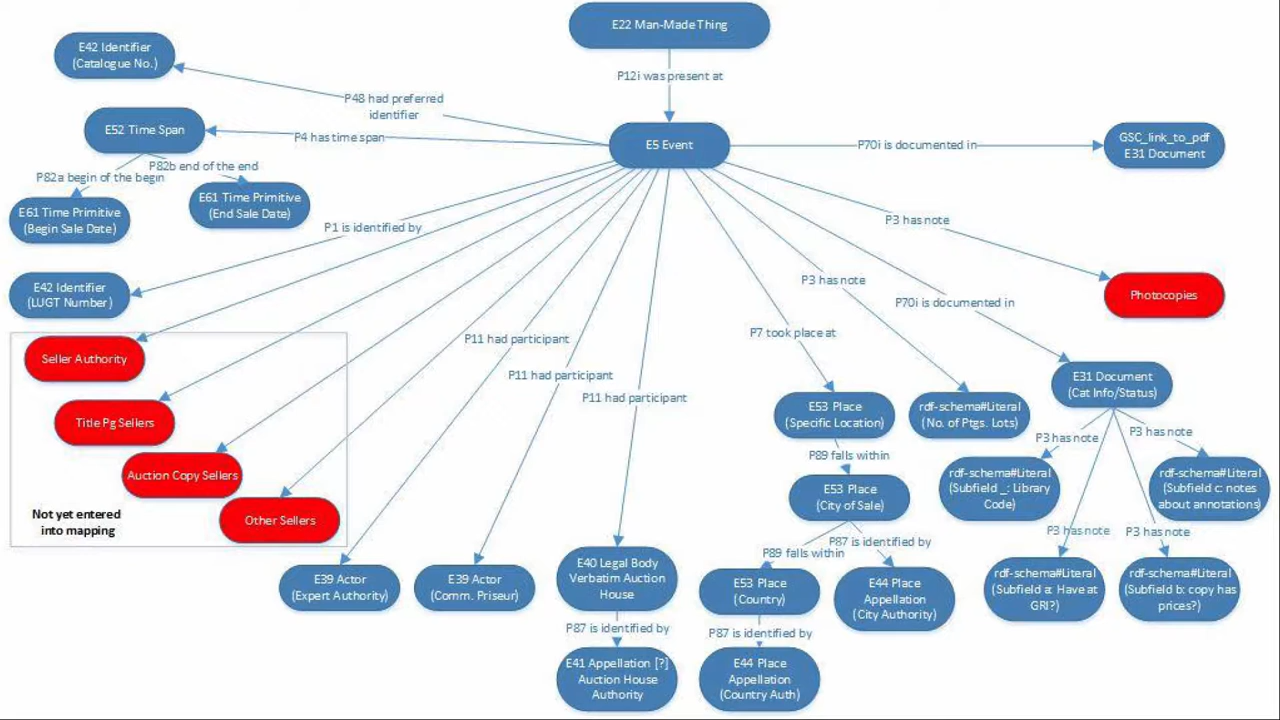 E22 Man-Made Thing
P12i was present at
E42 Identifier
(Catalogue No.)
P48 had preferred
identifier
E52 Time Span
P4 has time span
E5 Event
P70i is documented in
GSC_link_to_pdf
E31 Document
P82a begin of the begin
P82b end of the end
E61 Time Primitive
(Begin Sale Date)
E61 Time Primitive
(End Sale Date)
P1 is identified by
P3 has note
E42 Identifier
(LUGT Number)
P3 has note
P70i is documented in
Photocopies
Seller Authority
Title Pg Sellers
Auction Copy Sellers
Other Sellers
Not yet entered
into mapping
P11 had participant
P11 had participant
P11 had participant
P7 took place at
E53 Place
(Specific Location)
rdf-schema#Literal
(No. of Ptgs. Lots)
E31 Document
(Cat Info/Status)
P89 falls within
E53 Place
(City of Sale)
P3 has note
P3 has note
rdf-schema#Literal
(Subfield _: Library
Code)
rdf-schema#Literal
(Subfield c: notes
about annotations)
P3 has note
P3 has note
P89 falls within
P87 is identified by
E39 Actor
(Expert Authority)
E39 Actor
(Comm. Priseur)
E40 Legal Body
Verbatim Auction
House
E53 Place
(Country)
E44 Place
Appellation
(City Authority)
rdf-schema#Literal
(Subfield a: Have at
GRI?)
rdf-schema#Literal
(Subfield b: copy has
prices?)
P87 is identified by
P87 is identified by
E41 Appellation [?]
Auction House
Authority
E44 Place
Appellation
(Country Auth)